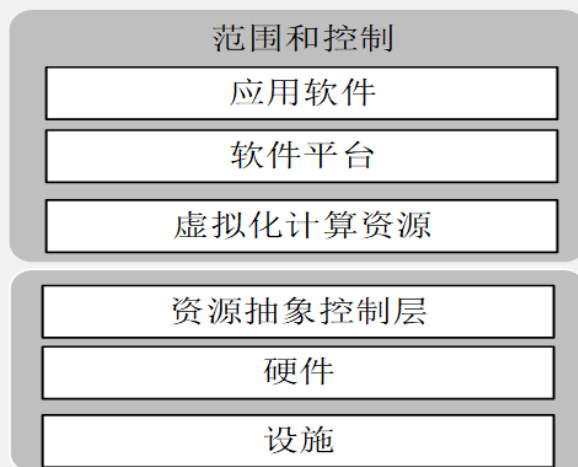 范围和控制
应用软件
软件平台
虚拟化计算资源
资源抽象控制层
硬件
设施